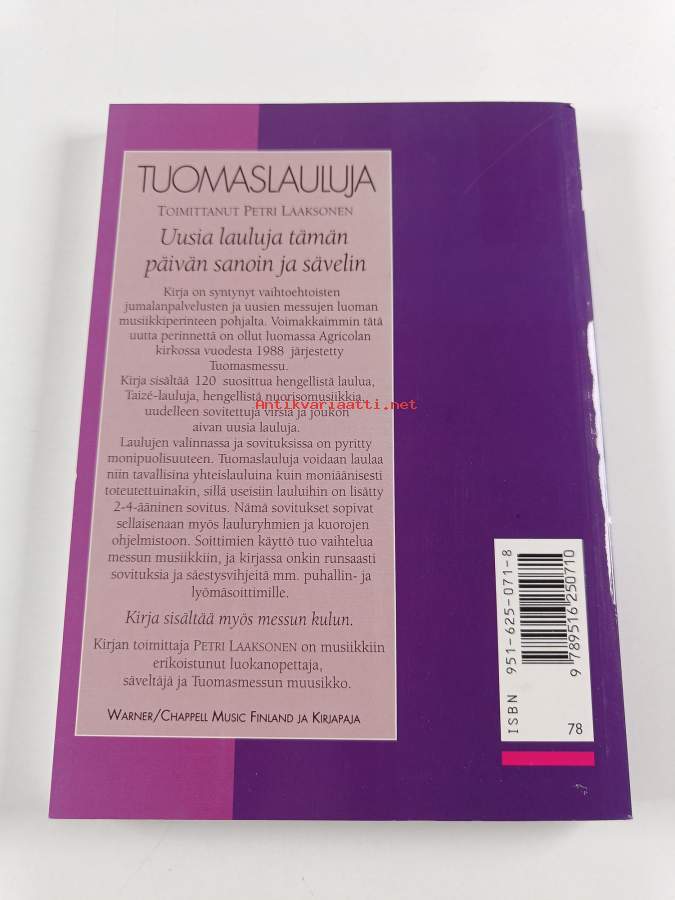 TUOMASLAULUJA
TOIMITTANUT PETRI LAAKSONEN
Uusia lauluja tämän
päivän sanoin ja sävelin
Kirja on syntynyt vaihtoehtoisten
jumalanpalvelusten ja uusien messujen luoman
musiikkiperinteen pohjalta. Voimakkaimmin tätä
uutta perinnettä on ollut luomassa Agricolan
kirkossa vuodesta 1988 järjestetty
Tuomasmessu.
Kirja sisältää 120 suosittua hengellistä laulua,
Taizé-lauluja, hengellistä nuorisomusiikkia,
Antikvariaatti.net
uudelleen sovitettuja virsiä ja joukon
aivan uusia lauluja.
Laulujen valinnassa ja sovituksissa on pyritty
monipuolisuuteen. Tuomaslauluja voidaan laulaa
niin tavallisina yhteislauluina kuin moniäänisesti
toteutettuinakin, sillä useisiin lauluihin on lisätty
2-4-ääninen sovitus. Nämä sovitukset sopivat
sellaisenaan myös lauluryhmien ja kuorojen
ohjelmistoon. Soittimien käyttö tuo vaihtelua
messun musiikkiin, ja kirjassa onkin runsaasti
sovituksia ja säestysvihjeitä mm. puhallin- ja
lyömäsoittimille.
Kirja sisältää myös messun kulun.
Kirjan toimittaja PETRI LAAKSONEN on musiikkiin
erikoistunut luokanopettaja,
säveltäjä ja Tuomasmessun muusikko.
WARNER/CHAPPELL MUSIC FINLAND JA KIRJAPAJA
ISBN 951-625-071-8
9 789516 250710
78